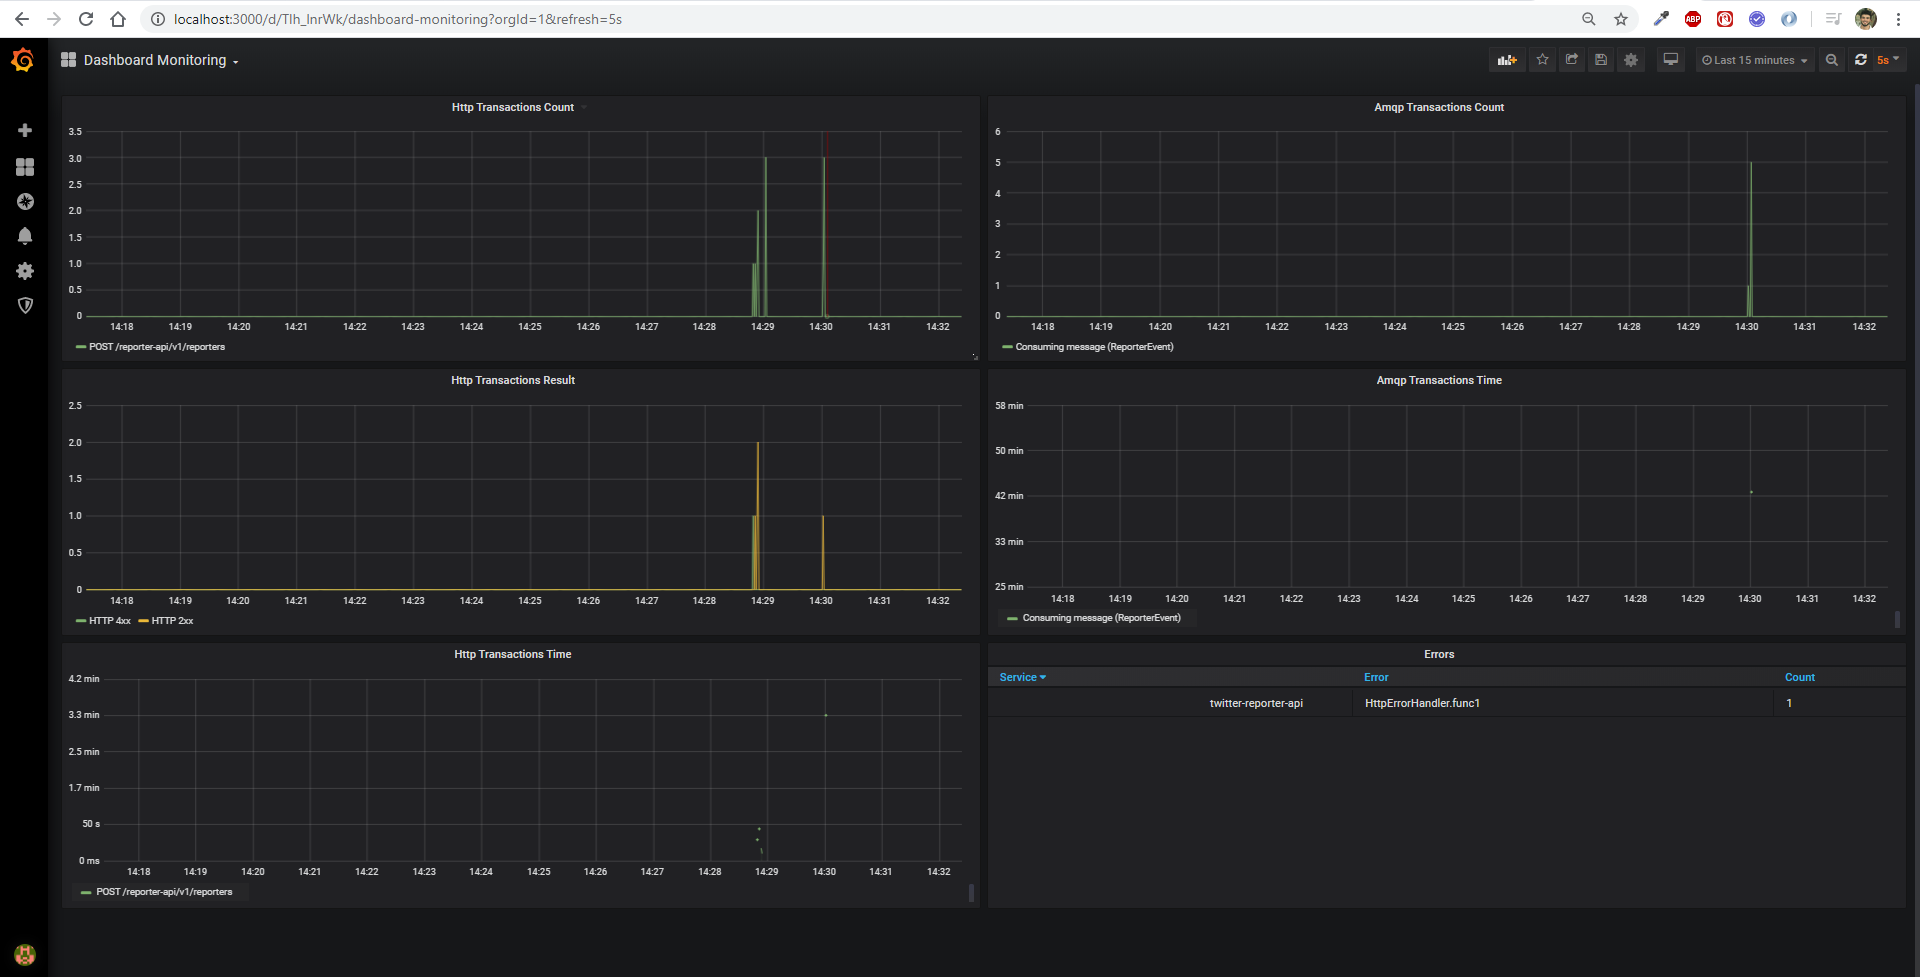 localhost:3000/d/Tlh_lnrWk/dashboard-monitoring?orgId=1&refresh=5s
ABP
Dashboard Monitoring
Last 15 minutes
5s
Http Transactions Count
3.5
3.0
2.5
2.0
1.5
1.0
0.5
0
14:18 14:19 14:20 14:21 14:22 14:23 14:24 14:25 14:26 14:27 14:28 14:29 14:30 14:31 14:32
POST /reporter-api/v1/reporters
Amqp Transactions Count
6
5
4
3
2
1
0
14:18 14:19 14:20 14:21 14:22 14:23 14:24 14:25 14:26 14:27 14:28 14:29 14:30 14:31 14:32
Consuming message (ReporterEvent)
Http Transactions Result
2.5
2.0
1.5
1.0
0.5
0
14:18 14:19 14:20 14:21 14:22 14:23 14:24 14:25 14:26 14:27 14:28 14:29 14:30 14:31 14:32
HTTP 4xx HTTP 2xx
Amqp Transactions Time
58 min
50 min
42 min
33 min
25 min
14:18 14:19 14:20 14:21 14:22 14:23 14:24 14:25 14:26 14:27 14:28 14:29 14:30 14:31 14:32
Consuming message (ReporterEvent)
Http Transactions Time
4.2 min
3.3 min
2.5 min
1.7 min
50 s
0 ms
14:18 14:19 14:20 14:21 14:22 14:23 14:24 14:25 14:26 14:27 14:28 14:29 14:30 14:31 14:32
POST /reporter-api/v1/reporters
Errors
Service Error Count
twitter-reporter-api HttpErrorHandler.func1 1